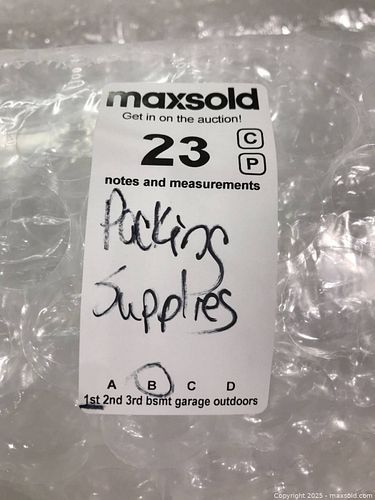 maxsold
Get in on the auction!
23 C
P
notes and measurements
Packing
Supplies
A B C D
1st 2nd 3rd bsmt garage outdoors
Copyright 2025 - maxsold.com